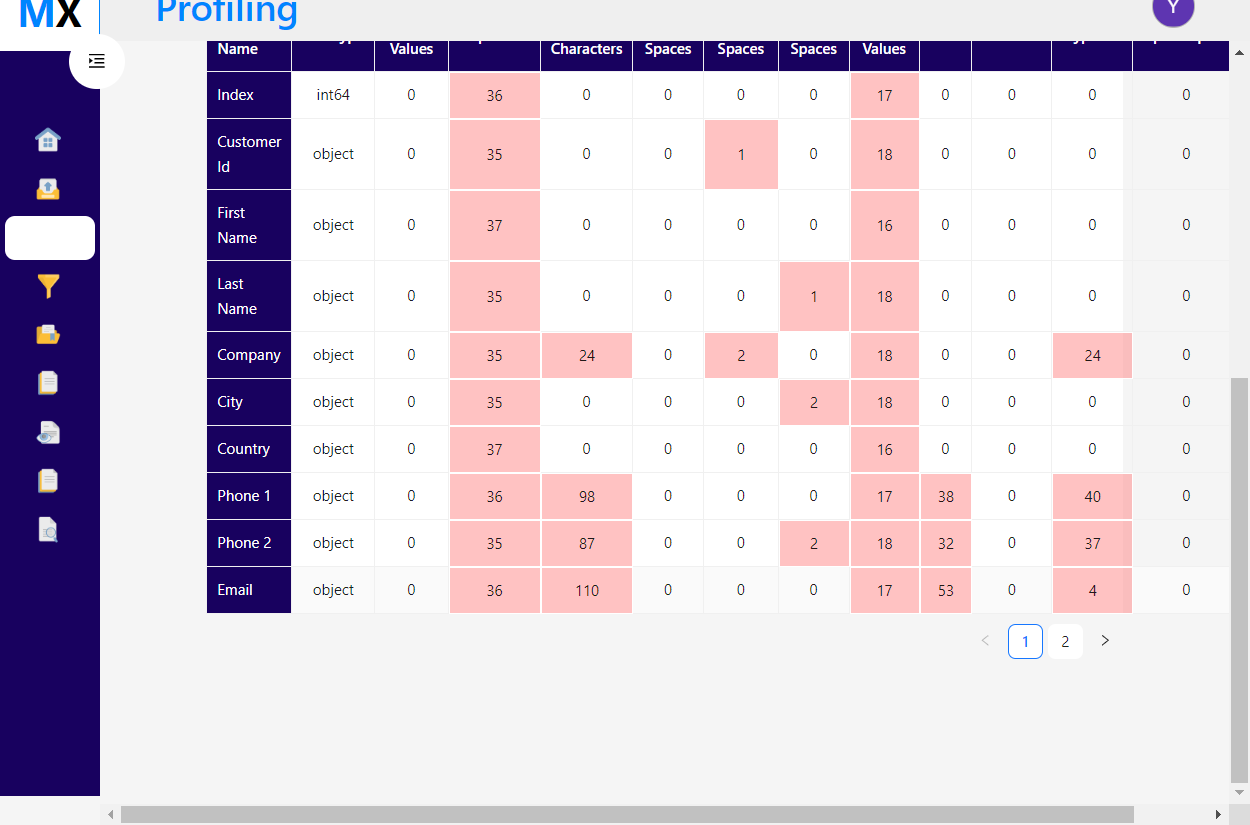 MX
Profiling
Y
Name Values Characters Spaces Spaces Spaces Values
Index int64 0 36 0 0 0 0 17 0 0 0 0
Customer
Id object 0 35 0 0 1 0 18 0 0 0 0
First
Name object 0 37 0 0 0 0 16 0 0 0 0
Last
Name object 0 35 0 0 0 1 18 0 0 0 0
Company object 0 35 24 0 2 0 18 0 0 24 0
City object 0 35 0 0 0 2 18 0 0 0 0
Country object 0 37 0 0 0 0 16 0 0 0 0
Phone 1 object 0 36 98 0 0 0 17 38 0 40 0
Phone 2 object 0 35 87 0 0 2 18 32 0 37 0
Email object 0 36 110 0 0 0 17 53 0 4 0
< 1 2 >